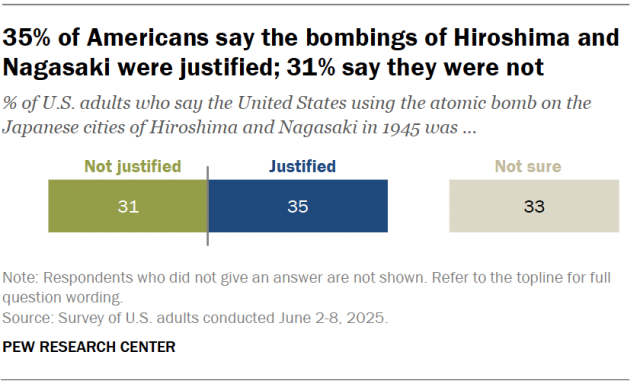 35% of Americans say the bombings of Hiroshima and
Nagasaki were justified; 31% say they were not
% of U.S. adults who say the United States using the atomic bomb on the
Japanese cities of Hiroshima and Nagasaki in 1945 was ...
Not justified Justified Not sure
31 35 33
Note: Respondents who did not give an answer are not shown. Refer to the topline for full
question wording.
Source: Survey of U.S. adults conducted June 2-8, 2025.
PEW RESEARCH CENTER